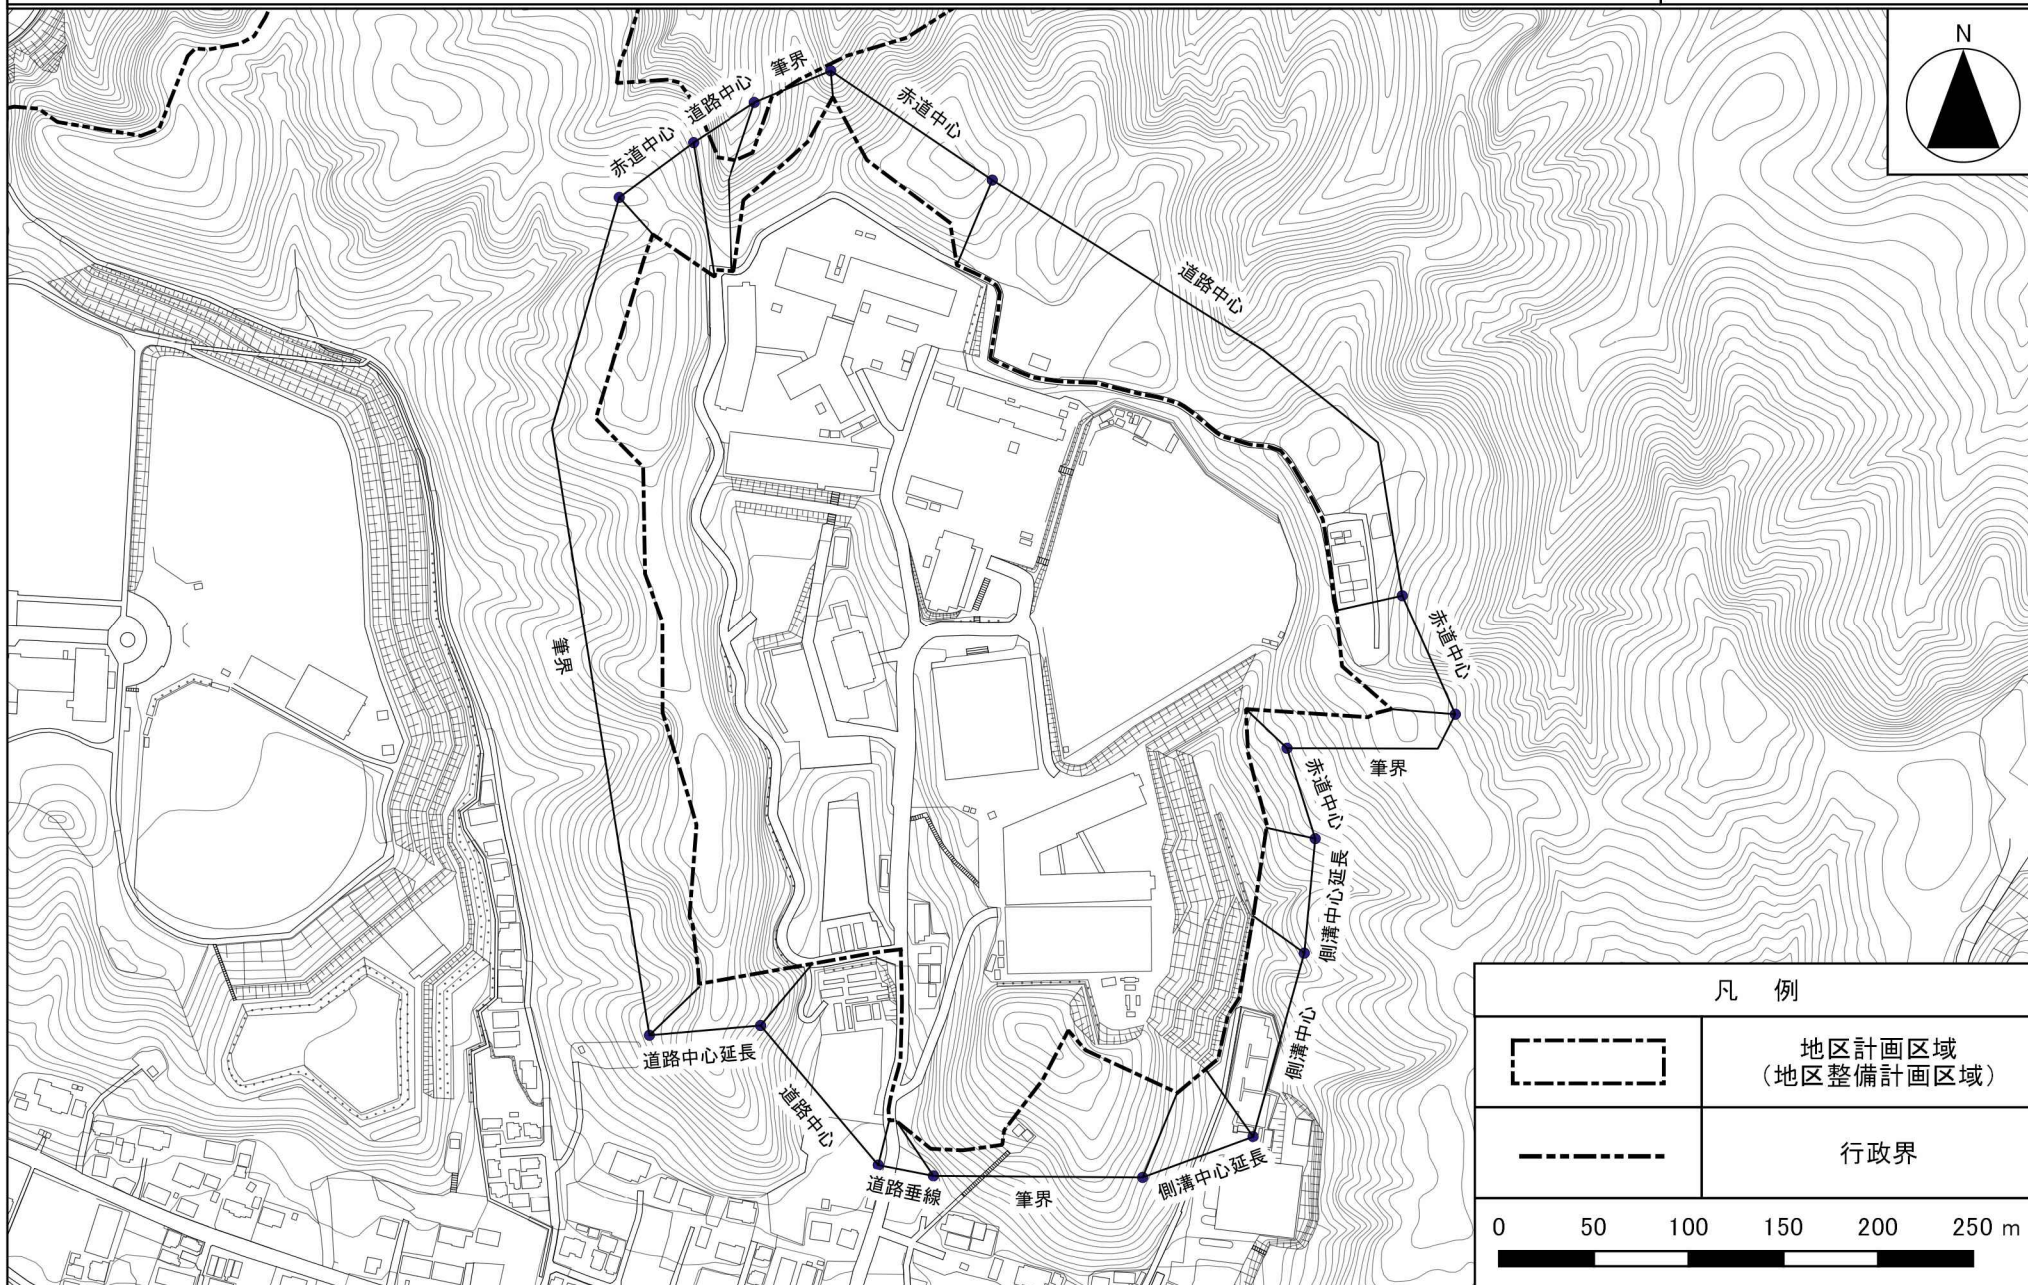 N
筆界
道路中心
赤道中心
赤道中心
道路中心
筆界
赤道中心
筆界
赤道中心
側溝中心延長
側溝中心
道路中心延長
道路中心
道路垂線
筆界
側溝中心延長
凡 例
地区計画区域
（地区整備計画区域）
行政界
0 50 100 150 200 250 m